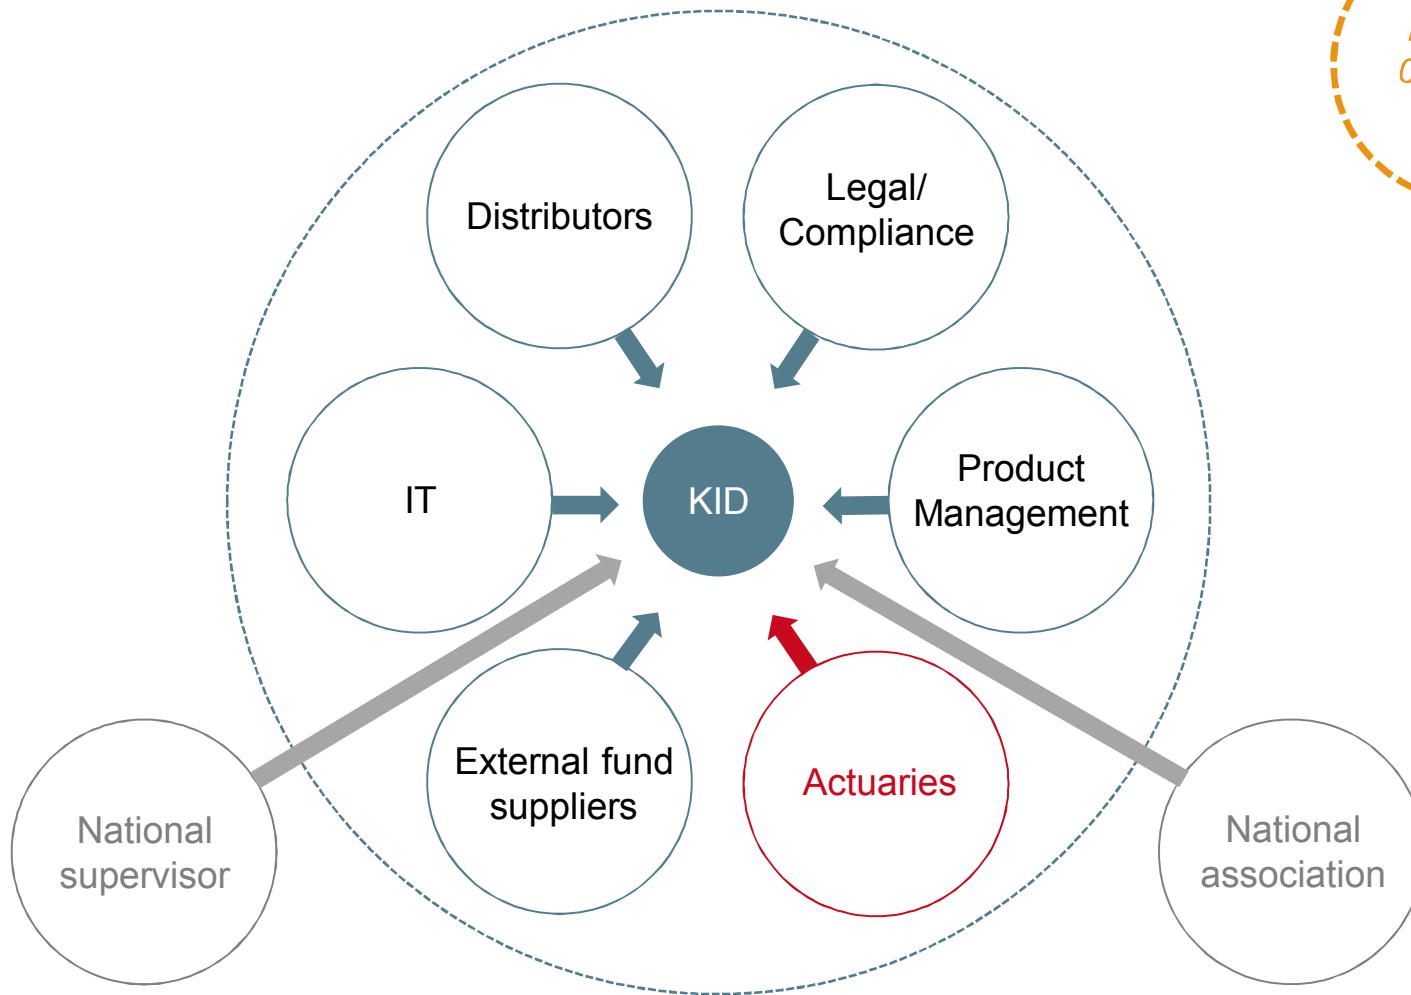 Distributors
Legal/
Compliance
IT
KID
Product
Management
External fund
suppliers
Actuaries
National
supervisor
National
association